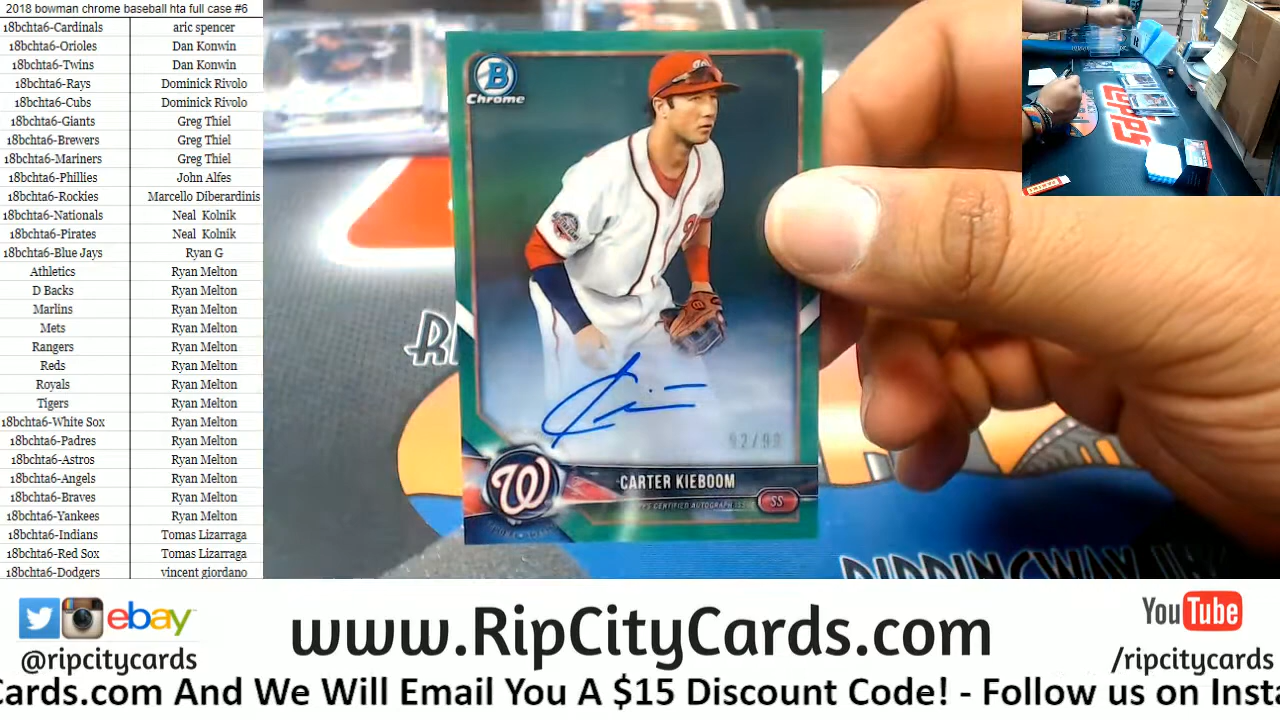 2018 bowman chrome baseball hta full case #6
18bchta6-Cardinals aric spencer
18bchta6-Orioles Dan Konwin
18bchta6-Twins Dan Konwin
18bchta6-Rays Dominick Rivolo
18bchta6-Cubs Dominick Rivolo
18bchta6-Giants Greg Thiel
18bchta6-Brewers Greg Thiel
18bchta6-Mariners Greg Thiel
18bchta6-Phillies John Alfes
18bchta6-Rockies Marcello Diberardinis
18bchta6-Nationals Neal Kolnik
18bchta6-Pirates Neal Kolnik
18bchta6-Blue Jays Ryan G
Athletics Ryan Melton
D Backs Ryan Melton
Marlins Ryan Melton
Mets Ryan Melton
Rangers Ryan Melton
Reds Ryan Melton
Royals Ryan Melton
Tigers Ryan Melton
18bchta6-White Sox Ryan Melton
18bchta6-Padres Ryan Melton
18bchta6-Astros Ryan Melton
18bchta6-Angels Ryan Melton
18bchta6-Braves Ryan Melton
18bchta6-Yankees Ryan Melton
18bchta6-Indians Tomas Lizarraga
18bchta6-Red Sox Tomas Lizarraga
18bchta6-Dodgers vincent giordano
B
Chrome
92/99
W
CARTER KIEBOOM
SS
TOPPS CERTIFIED AUTOGRAPH ISSUE
TOPPS
ebay
@ripcitycards
www.RipCityCards.com
YouTube
/ripcitycards
Cards.com And We Will Email You A $15 Discount Code! - Follow us on Insta